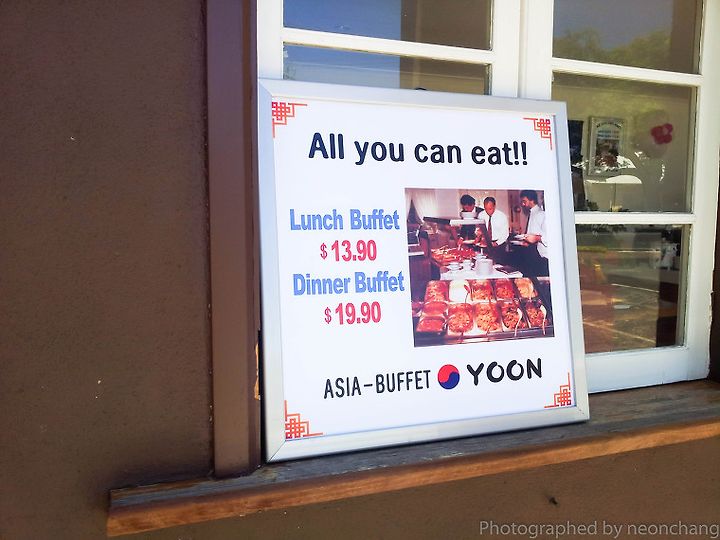 All you can eat!!
Lunch Buffet
$13.90
Dinner Buffet
$19.90
ASIA-BUFFET YOON
Photographed by neonchang